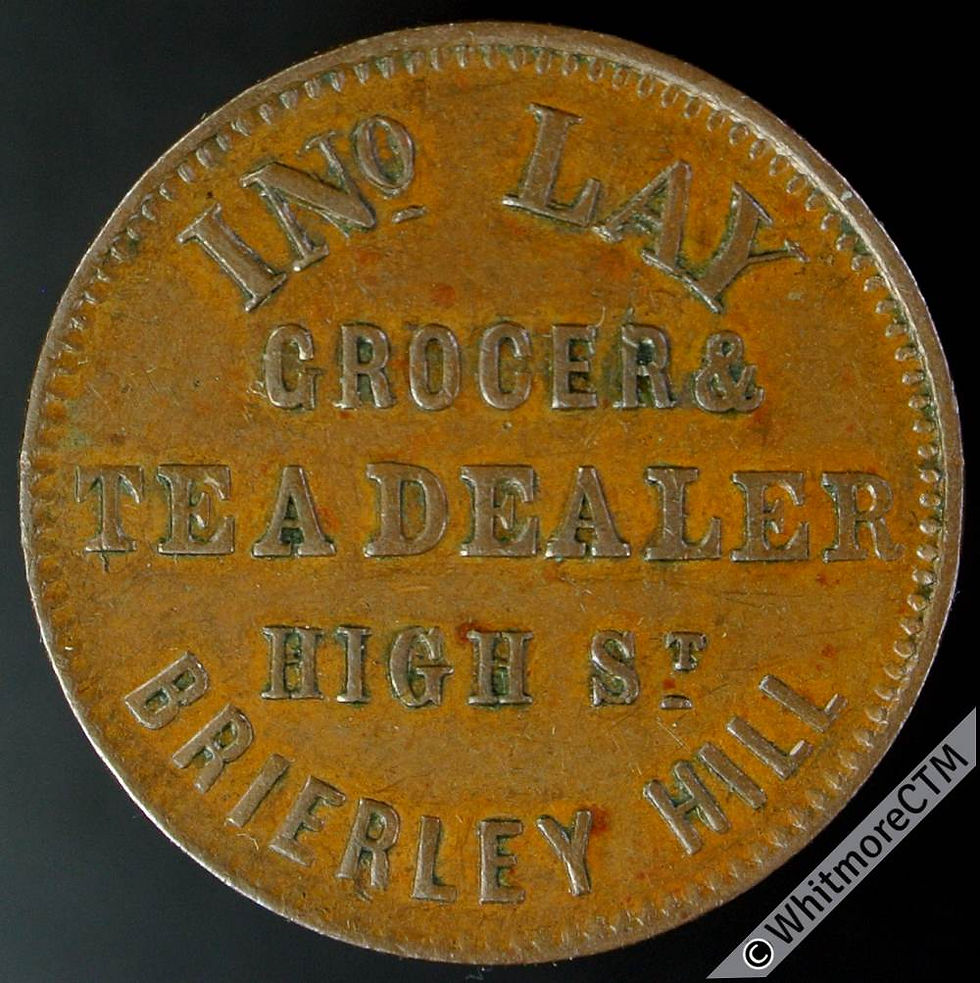 INO LAY
GROCER &
TEA DEALER
HIGH ST
BRIERLEY HILL
© WhitmoreCTM